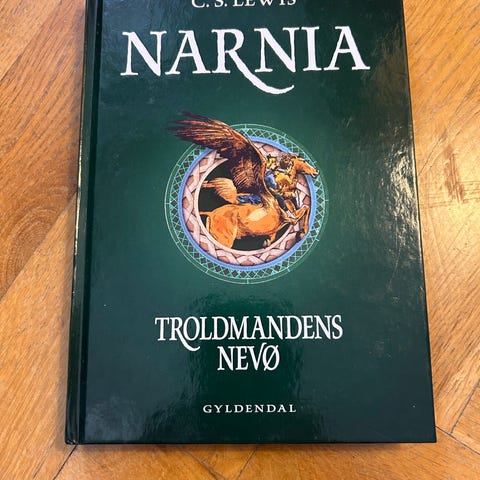 C. S. LEWIS
NARNIA
TROLDMANDENS
NEVØ
GYLDENDAL